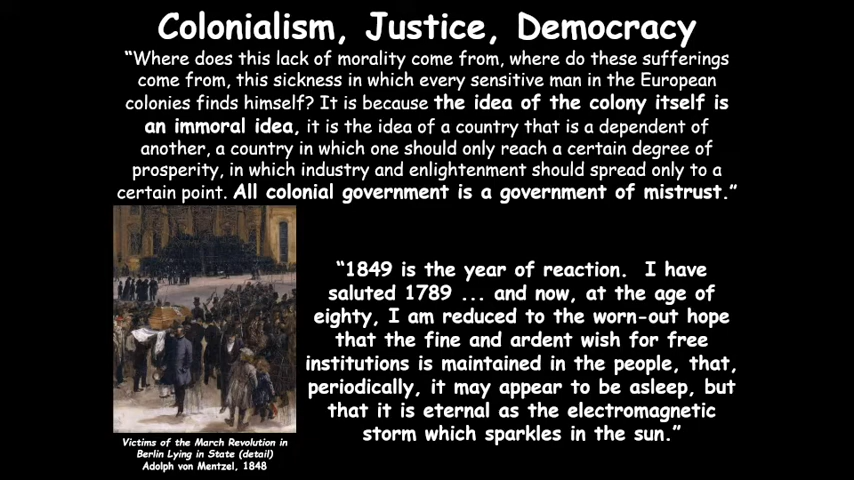 Colonialism, Justice, Democracy
“Where does this lack of morality come from, where do these sufferings
come from, this sickness in which every sensitive man in the European
colonies finds himself? It is because the idea of the colony itself is
an immoral idea, it is the idea of a country that is a dependent of
another, a country in which one should only reach a certain degree of
prosperity, in which industry and enlightenment should spread only to a
certain point. All colonial government is a government of mistrust.”
“1849 is the year of reaction. I have
saluted 1789 ... and now, at the age of
eighty, I am reduced to the worn-out hope
that the fine and ardent wish for free
institutions is maintained in the people, that,
periodically, it may appear to be asleep, but
that it is eternal as the electromagnetic
storm which sparkles in the sun.”
Victims of the March Revolution in
Berlin Lying in State (detail)
Adolph von Mentzel, 1848